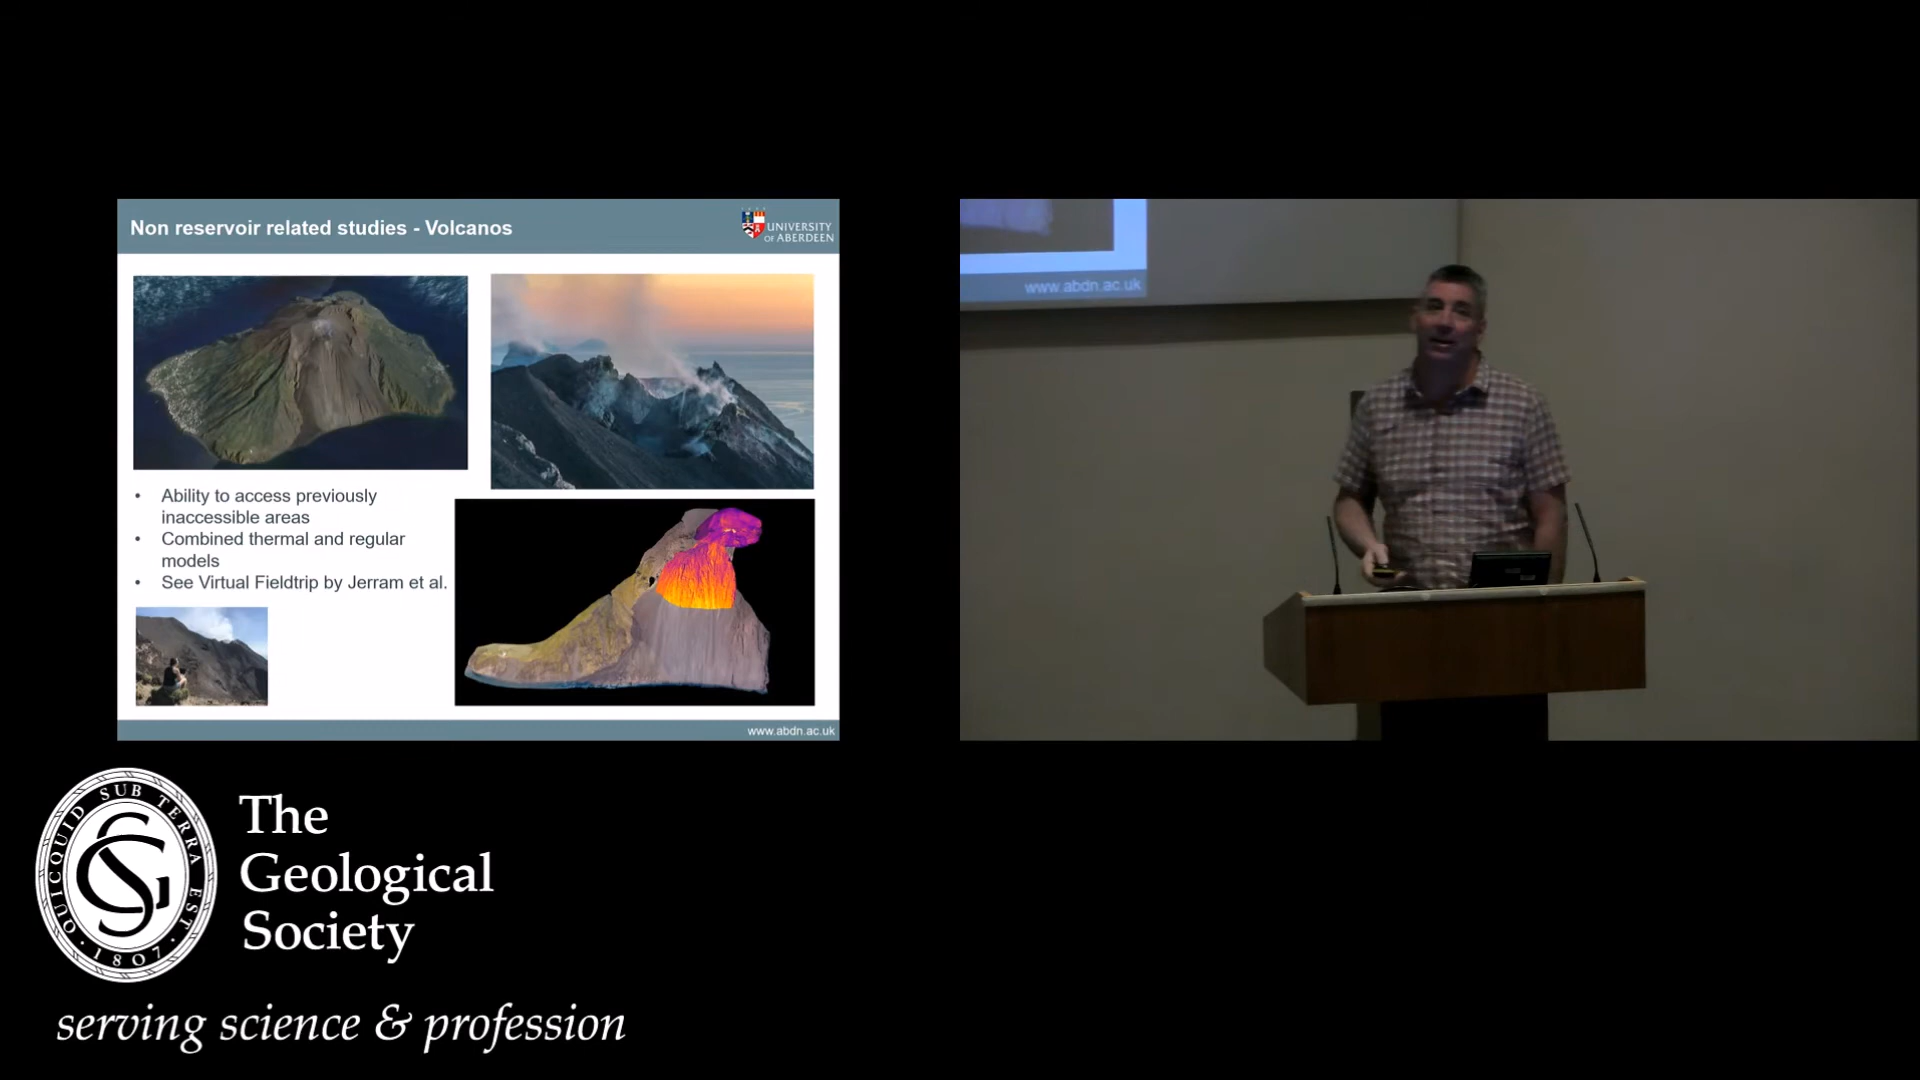 Non reservoir related studies - Volcanos
UNIVERSITY
OF ABERDEEN
• Ability to access previously
inaccessible areas
• Combined thermal and regular
models
• See Virtual Fieldtrip by Jerram et al.
www.abdn.ac.uk
www.abdn.ac.uk
QUICQUID SUB TERRA EST
1807
GS
The
Geological
Society
serving science & profession